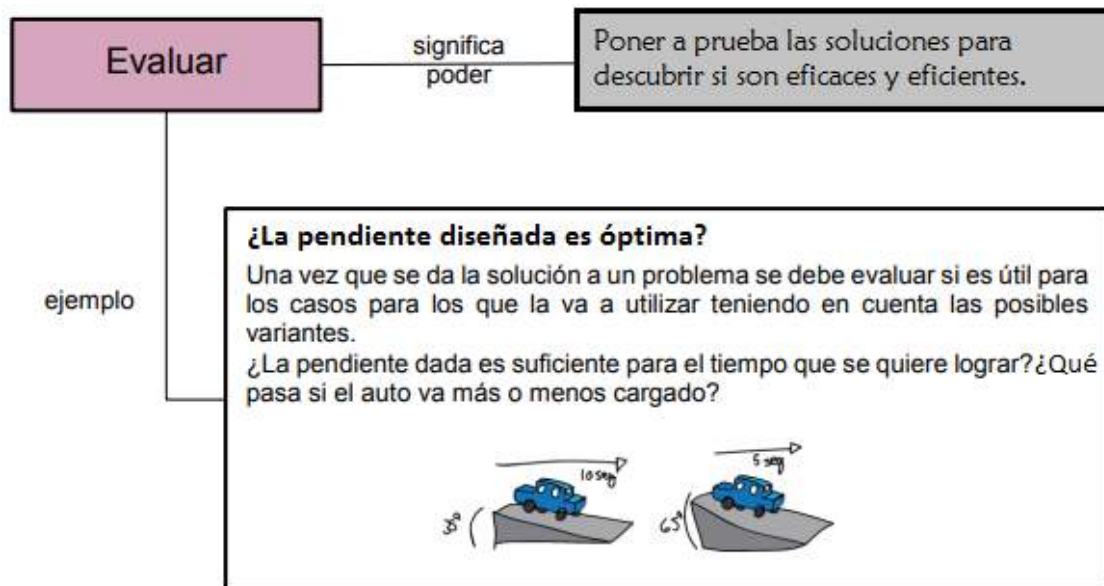 Evaluar
significa
poder
Poner a prueba las soluciones para
descubrir si son eficaces y eficientes.
ejemplo
¿La pendiente diseñada es óptima?
Una vez que se da la solución a un problema se debe evaluar si es útil para
los casos para los que la va a utilizar teniendo en cuenta las posibles
variantes.
¿La pendiente dada es suficiente para el tiempo que se quiere lograr?¿Qué
pasa si el auto va más o menos cargado?
10 seg
5 seg